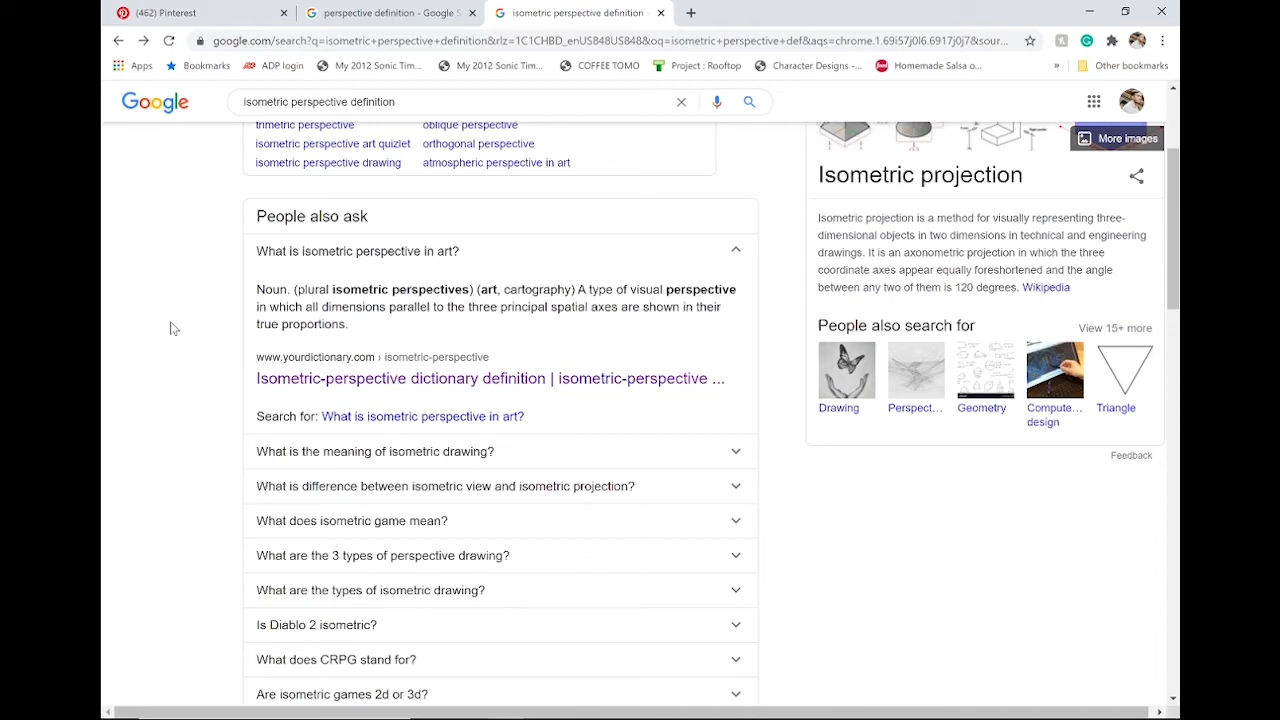 (462) Pinterest
perspective definition - Google S
isometric perspective definition
google.com/search?q=isometric+perspective+definition&rlz=1C1CHBD_enUS848US848&oq=isometric+perspective+def&aqs=chrome.1.69i57j0l6.6917j0j7&sour...
Apps
Bookmarks
ADP login
My 2012 Sonic Tim...
My 2012 Sonic Tim...
COFFEE TOMO
Project : Rooftop
Character Designs -...
Homemade Salsa o...
»
Other bookmarks
Google
isometric perspective definition
trimetric perspective
oblique perspective
isometric perspective art quizlet
orthogonal perspective
isometric perspective drawing
atmospheric perspective in art
People also ask
What is isometric perspective in art?
Noun. (plural isometric perspectives) (art, cartography) A type of visual perspective
in which all dimensions parallel to the three principal spatial axes are shown in their
true proportions.
www.yourdictionary.com › isometric-perspective
Isometric-perspective dictionary definition | isometric-perspective ...
Search for: What is isometric perspective in art?
What is the meaning of isometric drawing?
What is difference between isometric view and isometric projection?
What does isometric game mean?
What are the 3 types of perspective drawing?
What are the types of isometric drawing?
Is Diablo 2 isometric?
What does CRPG stand for?
Are isometric games 2d or 3d?
More images
Isometric projection
Isometric projection is a method for visually representing three-
dimensional objects in two dimensions in technical and engineering
drawings. It is an axonometric projection in which the three
coordinate axes appear equally foreshortened and the angle
between any two of them is 120 degrees. Wikipedia
People also search for
View 15+ more
Drawing
Perspect...
Geometry
Compute...
design
Triangle
Feedback